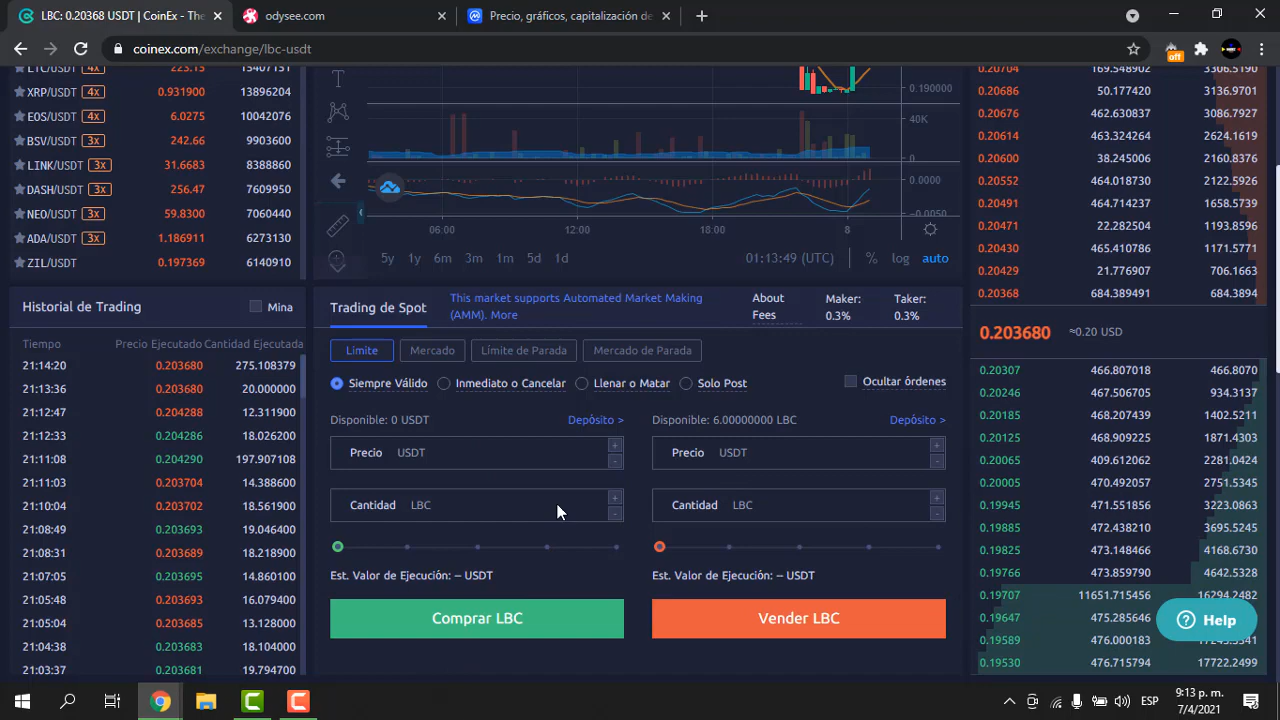 LBC: 0.20368 USDT | CoinEx - The
odysee.com
Precio, gráficos, capitalización de
coinex.com/exchange/lbc-usdt
off
LTC/USDT 4x 223.15 15407151
XRP/USDT 4x 0.931900 13896204
EOS/USDT 4x 6.0275 10042076
BSV/USDT 3x 242.66 9903600
LINK/USDT 3x 31.6683 8388860
DASH/USDT 3x 256.47 7609950
NEO/USDT 3x 59.8300 7060440
ADA/USDT 3x 1.186911 6273130
ZIL/USDT 0.197369 6140910
0.190000
40K
0
0.0000
-0.0050
06:00 12:00 18:00 8
5y 1y 6m 3m 1m 5d 1d 01:13:49 (UTC) % log auto
0.20704 169.548902 3306.5190
0.20686 50.177420 3136.9701
0.20676 462.630837 3086.7927
0.20614 463.324264 2624.1619
0.20600 38.245006 2160.8376
0.20552 464.018730 2122.5926
0.20491 464.714237 1658.5739
0.20471 22.282504 1193.8596
0.20430 465.410786 1171.5771
0.20429 21.776907 706.1663
0.20368 684.389491 684.3894
0.203680 ≈0.20 USD
0.20307 466.807018 466.8070
0.20246 467.506705 934.3137
0.20185 468.207439 1402.5211
0.20125 468.909225 1871.4303
0.20065 409.612062 2281.0424
0.20005 470.492057 2751.5345
0.19945 471.551857 3223.0863
0.19885 472.438210 3695.5245
0.19825 473.148466 4168.6730
0.19766 473.859790 4642.5328
0.19707 11651.715456 16294.2482
0.19647 475.285646
0.19589 476.000183
0.19530 476.715794 17722.2499
Help
Historial de Trading Mina
Tiempo Precio Ejecutado Cantidad Ejecutada
21:14:20 0.203680 275.108379
21:13:36 0.203680 20.000000
21:12:47 0.204288 12.311900
21:12:33 0.204286 18.026200
21:11:08 0.204290 197.907108
21:11:03 0.203704 14.388600
21:10:04 0.203702 18.561900
21:08:49 0.203693 19.046400
21:08:31 0.203689 18.218900
21:07:05 0.203695 14.860100
21:05:48 0.203693 16.079400
21:05:08 0.203685 13.128000
21:04:38 0.203683 18.104000
21:03:37 0.203681 19.794700
Trading de Spot
This market supports Automated Market Making
(AMM). More
About
Fees
Maker:
0.3%
Taker:
0.3%
Límite Mercado Límite de Parada Mercado de Parada
Siempre Válido Inmediato o Cancelar Llenar o Matar Solo Post Ocultar órdenes
Disponible: 0 USDT Depósito > Disponible: 6.00000000 LBC Depósito >
Precio USDT + - Precio USDT + -
Cantidad LBC + - Cantidad LBC + -
Est. Valor de Ejecución: – USDT Est. Valor de Ejecución: – USDT
Comprar LBC Vender LBC
ESP
9:13 p. m.
7/4/2021